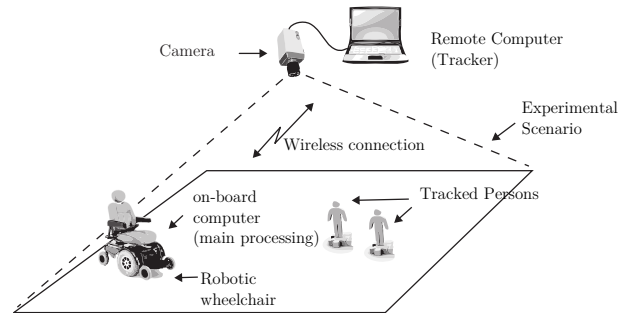 Camera
Remote Computer
(Tracker)
Experimental
Scenario
Wireless connection
on-board
computer
(main processing)
Tracked Persons
Robotic
wheelchair